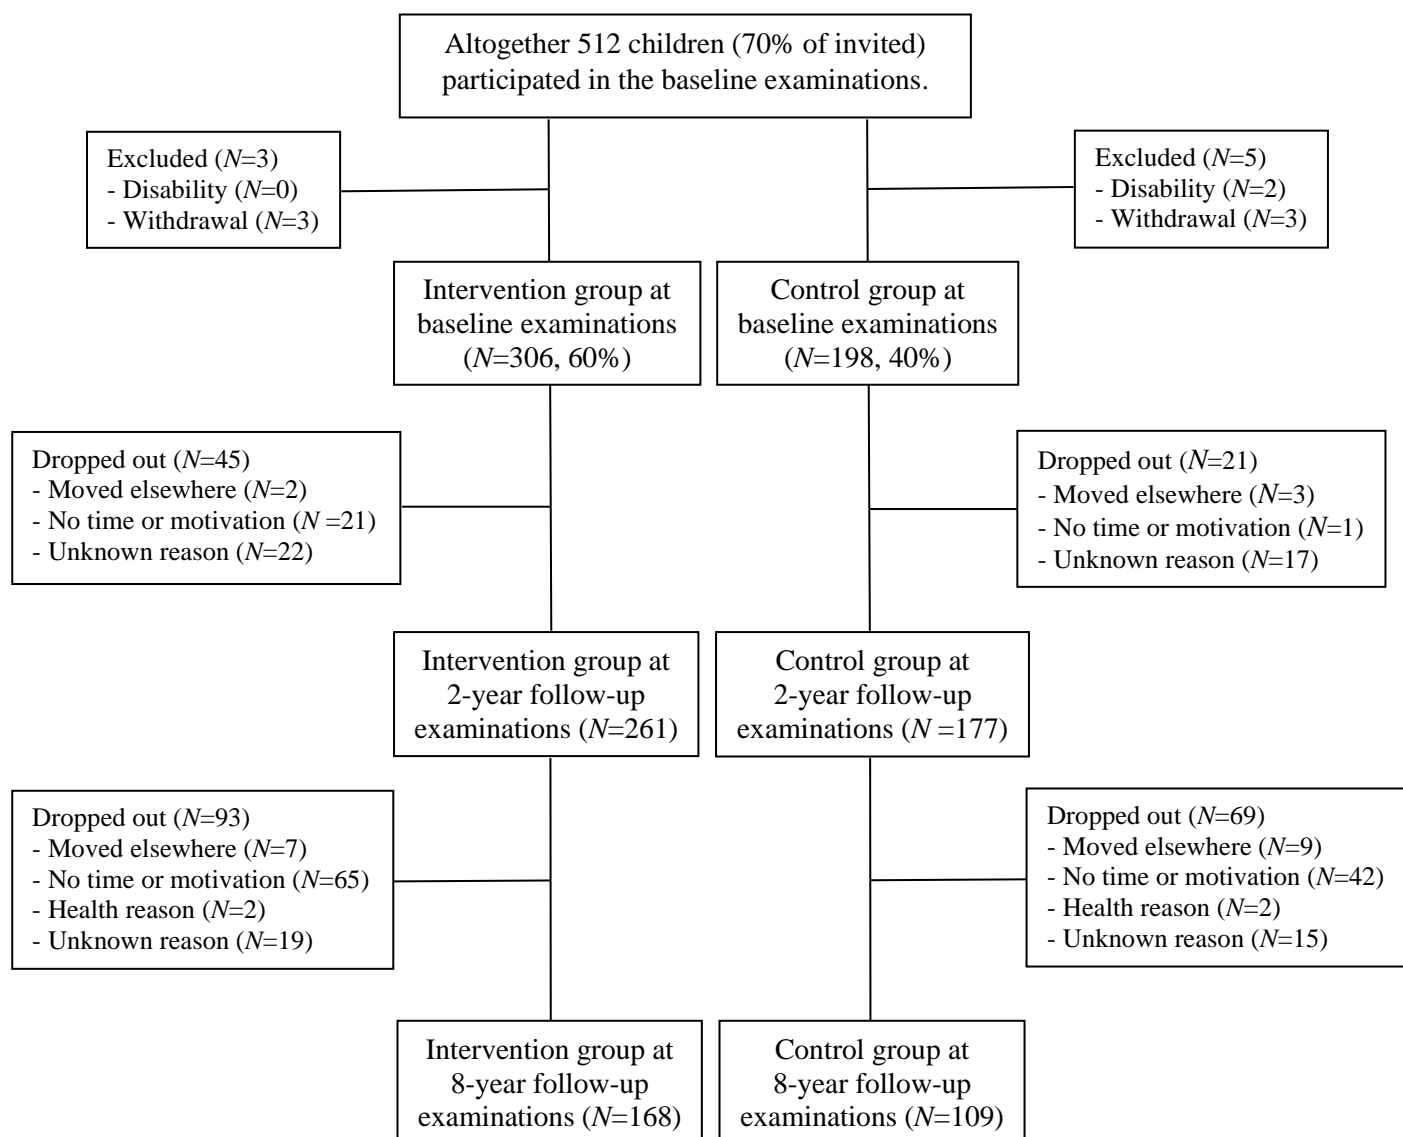 Altogether 512 children (70% of invited)
participated in the baseline examinations.
Excluded (N=3)
- Disability (N=0)
- Withdrawal (N=3)
Excluded (N=5)
- Disability (N=2)
- Withdrawal (N=3)
Intervention group at
baseline examinations
(N=306, 60%)
Control group at
baseline examinations
(N=198, 40%)
Dropped out (N=45)
- Moved elsewhere (N=2)
- No time or motivation (N =21)
- Unknown reason (N=22)
Dropped out (N=21)
- Moved elsewhere (N=3)
- No time or motivation (N=1)
- Unknown reason (N=17)
Intervention group at
2-year follow-up
examinations (N=261)
Control group at
2-year follow-up
examinations (N =177)
Dropped out (N=93)
- Moved elsewhere (N=7)
- No time or motivation (N=65)
- Health reason (N=2)
- Unknown reason (N=19)
Dropped out (N=69)
- Moved elsewhere (N=9)
- No time or motivation (N=42)
- Health reason (N=2)
- Unknown reason (N=15)
Intervention group at
8-year follow-up
examinations (N=168)
Control group at
8-year follow-up
examinations (N=109)